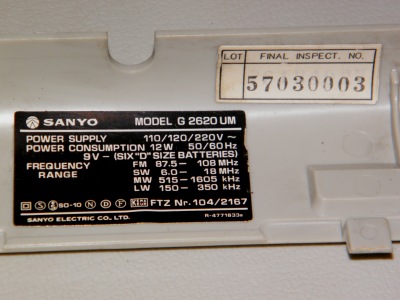 LOT FINAL INSPECT. NO.
57030003
SANYO MODEL G 2620 UM
POWER SUPPLY 110/120/220V ~
POWER CONSUMPTION 12W 50/60Hz
9V ⎓ (SIX "D" SIZE BATTERIES)
FREQUENCY FM 87.5 – 108 MHz
RANGE SW 6.0 – 18 MHz
MW 515 – 1605 kHz
LW 150 – 350 kHz
S SO-10 N D F FTZ Nr. 104/2167
SANYO ELECTRIC CO., LTD.